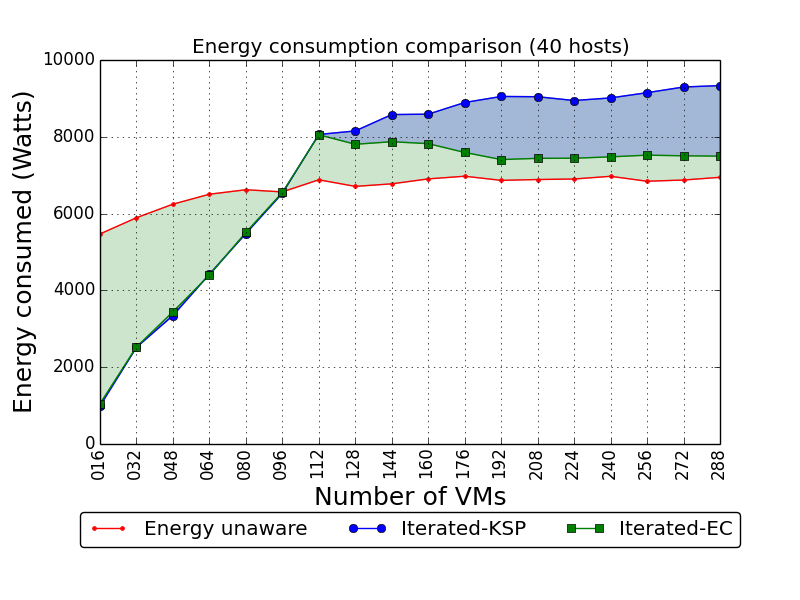 Energy consumption comparison (40 hosts)
10000
8000
6000
4000
2000
0
Energy consumed (Watts)
016 032 048 064 080 096 112 128 144 160 176 192 208 224 240 256 272 288
Number of VMs
Energy unaware Iterated-KSP Iterated-EC